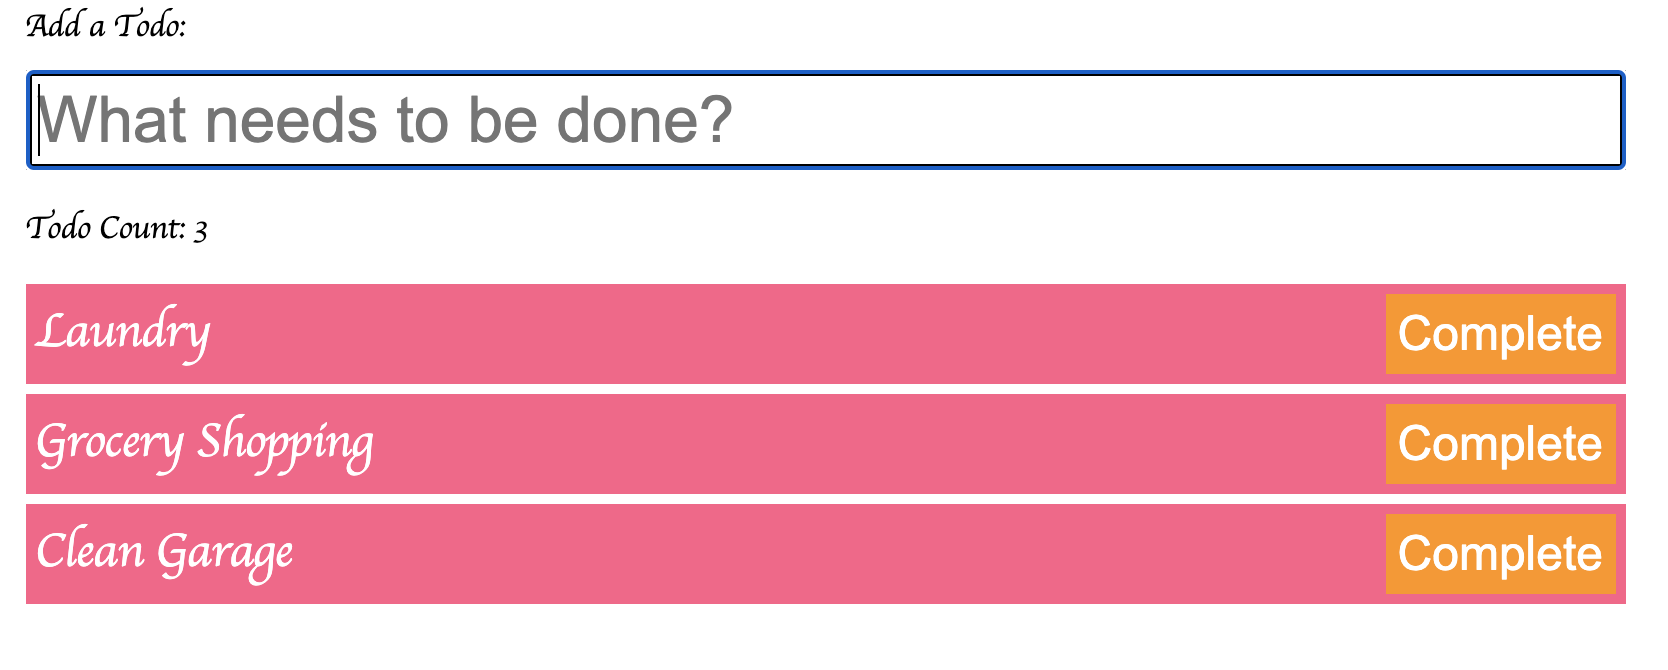 Add a Todo:
What needs to be done?
Todo Count: 3
Laundry Complete
Grocery Shopping Complete
Clean Garage Complete